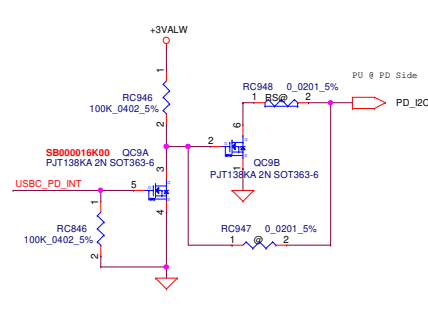 +3VALW
1
RC946
100K_0402_5%
2
RC948 0_0201_5%
1 RS@ 2
PU @ PD Side
PD_I2C
6
2
QC9B
1
PJT138KA 2N SOT363-6
SB000016K00 QC9A
PJT138KA 2N SOT363-6
3
USBC_PD_INT
5
4
1
RC846
100K_0402_5%
2
RC947 0_0201_5%
1 @ 2